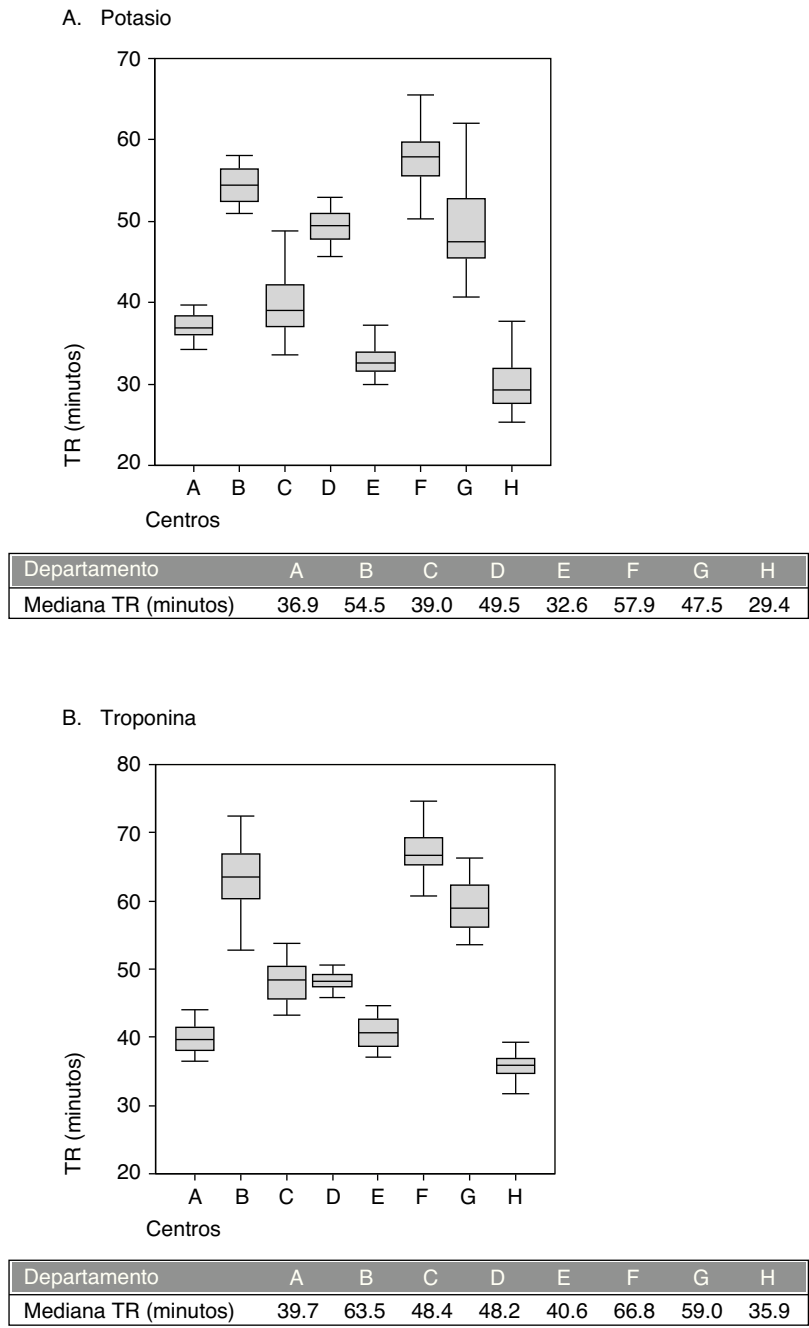 A. Potasio
70
60
50
40
30
20
TR (minutos)
A B C D E F G H
Centros
Departamento A B C D E F G H
Mediana TR (minutos) 36.9 54.5 39.0 49.5 32.6 57.9 47.5 29.4
B. Troponina
80
70
60
50
40
30
20
TR (minutos)
A B C D E F G H
Centros
Departamento A B C D E F G H
Mediana TR (minutos) 39.7 63.5 48.4 48.2 40.6 66.8 59.0 35.9